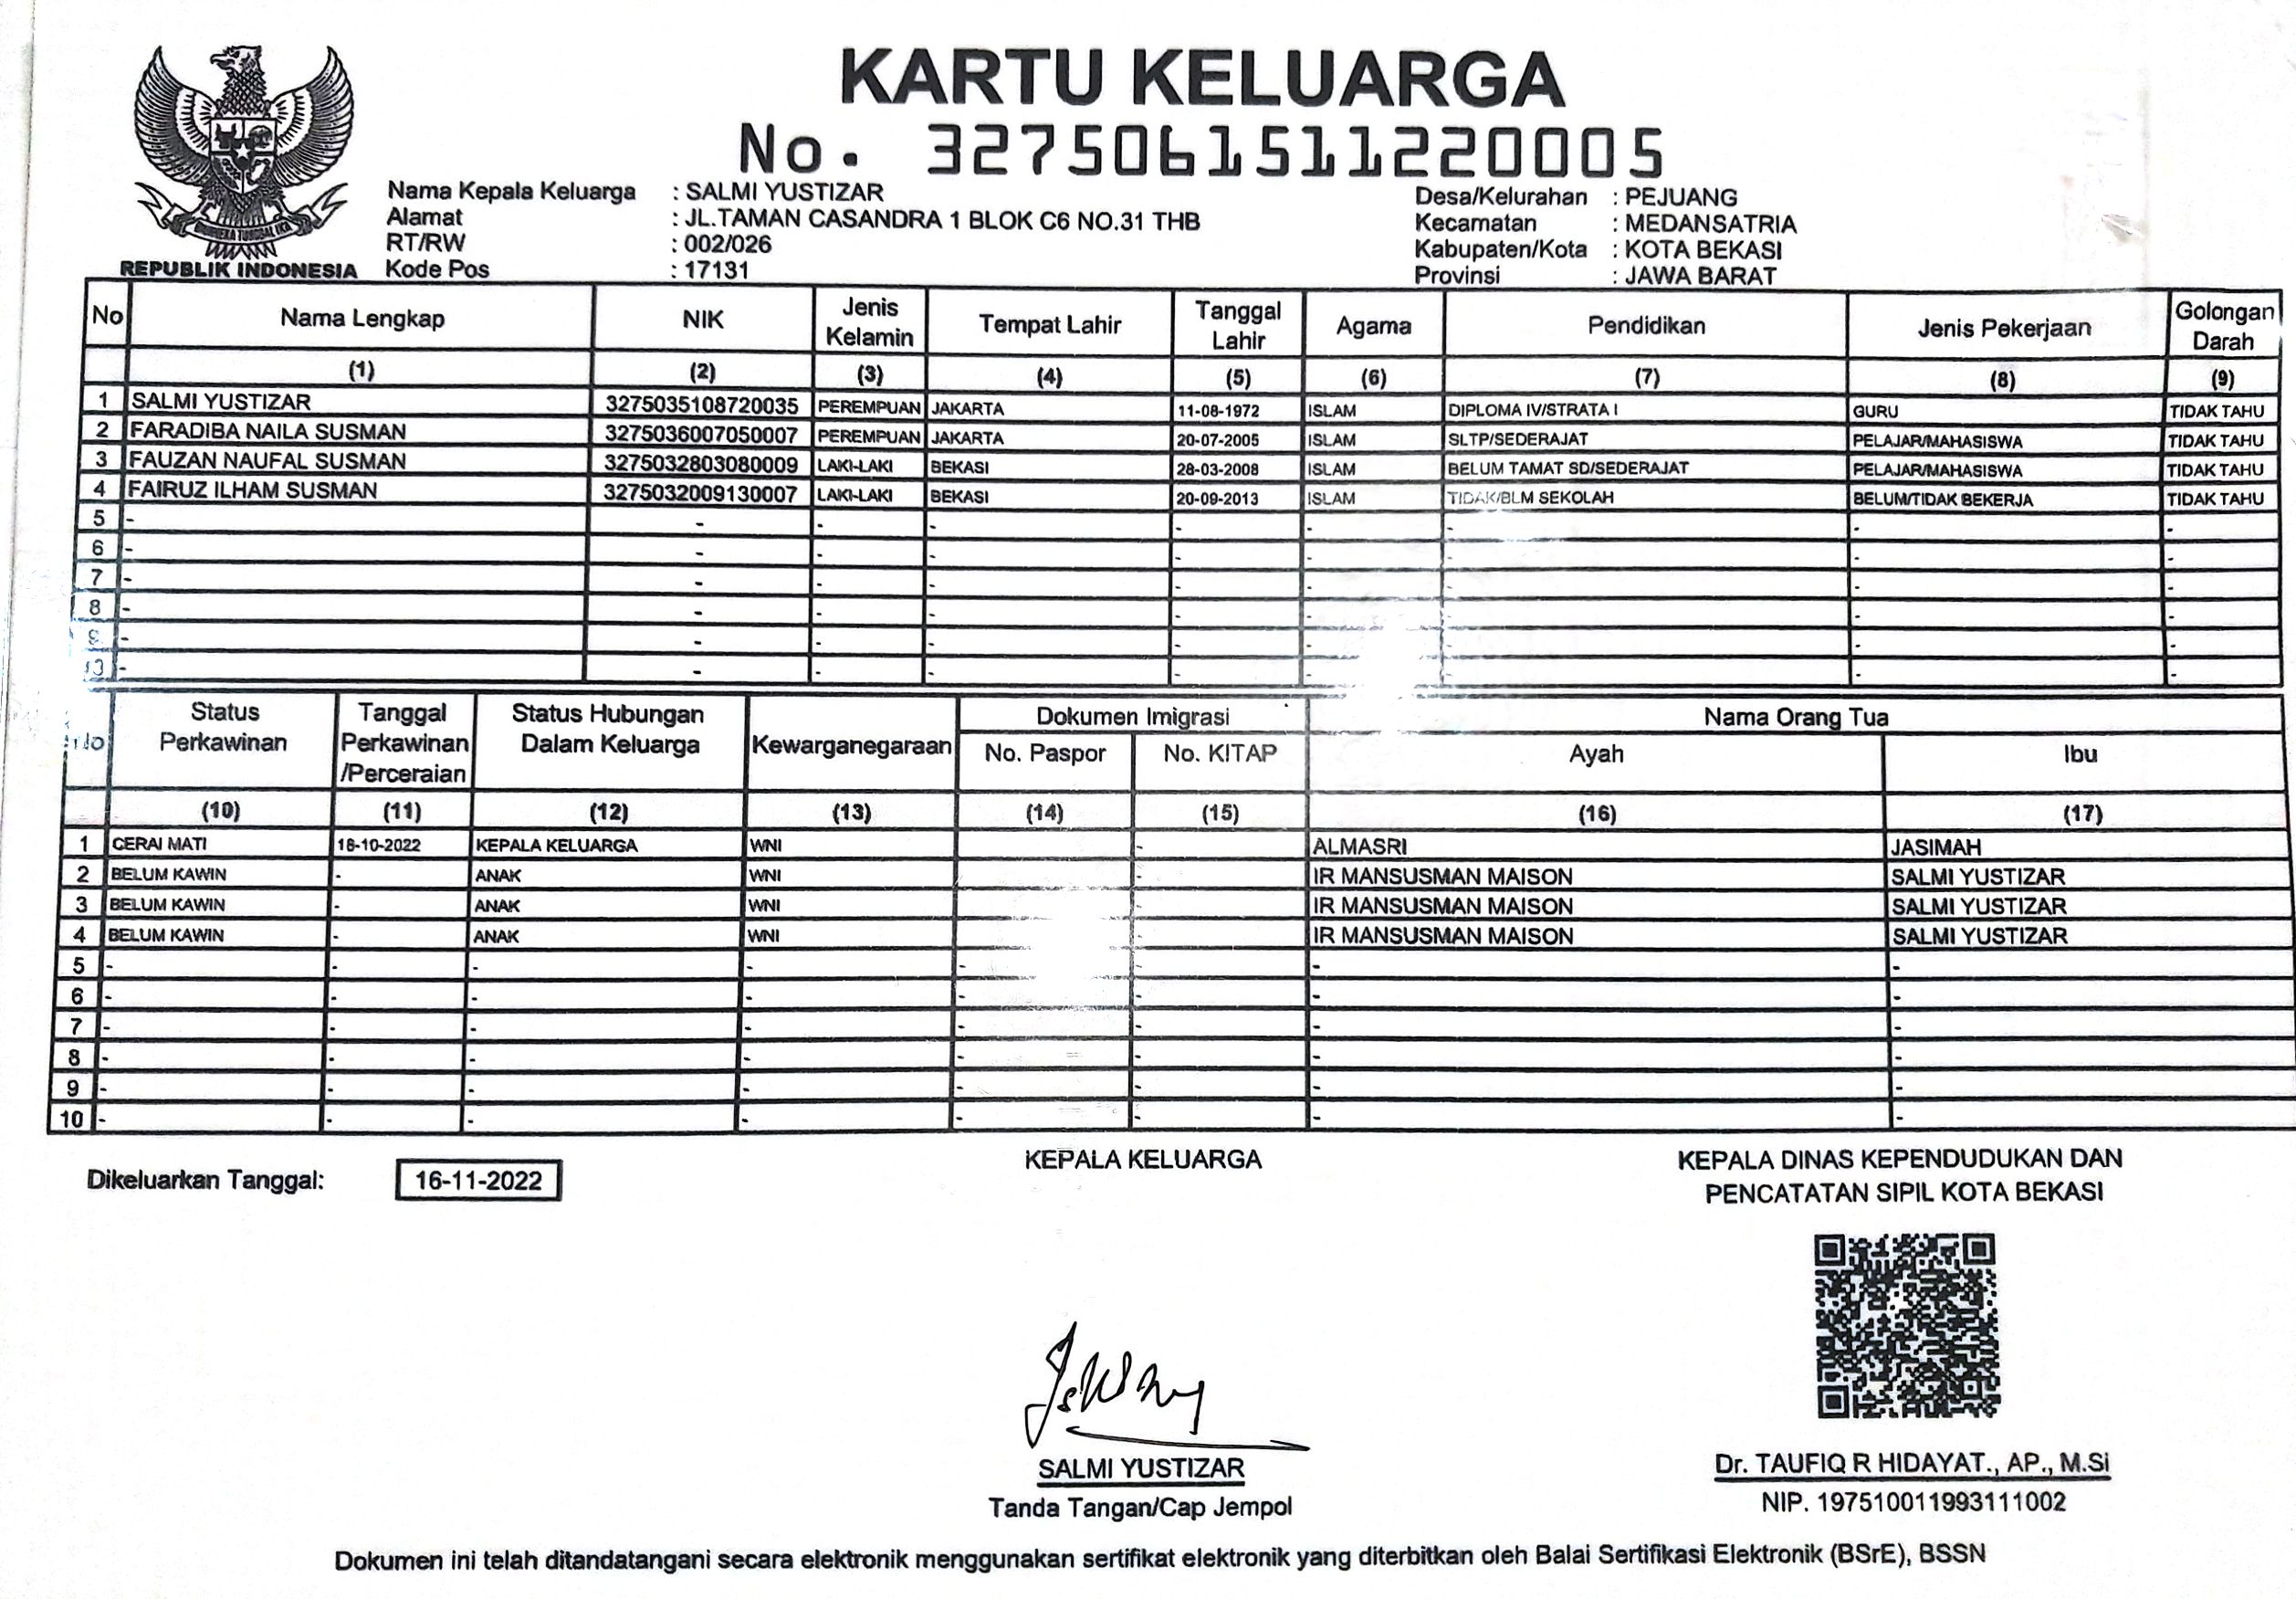 KARTU KELUARGA
No. 3275061511220005
Nama Kepala Keluarga : SALMI YUSTIZAR
Alamat : JL.TAMAN CASANDRA 1 BLOK C6 NO.31 THB
RT/RW : 002/026
Kode Pos : 17131
Desa/Kelurahan : PEJUANG
Kecamatan : MEDANSATRIA
Kabupaten/Kota : KOTA BEKASI
Provinsi : JAWA BARAT
BHINNEKA TUNGGAL IKA
REPUBLIK INDONESIA
No Nama Lengkap NIK Jenis Kelamin Tempat Lahir Tanggal Lahir Agama Pendidikan Jenis Pekerjaan Golongan Darah
(1) (2) (3) (4) (5) (6) (7) (8) (9)
1 SALMI YUSTIZAR 3275035108720035 PEREMPUAN JAKARTA 11-08-1972 ISLAM DIPLOMA IV/STRATA I GURU TIDAK TAHU
2 FARADIBA NAILA SUSMAN 3275036007050007 PEREMPUAN JAKARTA 20-07-2005 ISLAM SLTP/SEDERAJAT PELAJAR/MAHASISWA TIDAK TAHU
3 FAUZAN NAUFAL SUSMAN 3275032803080009 LAKI-LAKI BEKASI 28-03-2008 ISLAM BELUM TAMAT SD/SEDERAJAT PELAJAR/MAHASISWA TIDAK TAHU
4 FAIRUZ ILHAM SUSMAN 3275032009130007 LAKI-LAKI BEKASI 20-09-2013 ISLAM TIDAK/BLM SEKOLAH BELUM/TIDAK BEKERJA TIDAK TAHU
5 - - - - - - - - -
6 - - - - - - - - -
7 - - - - - - - - -
8 - - - - - - - - -
9 - - - - - - - - -
10 - - - - - - - - -
No Status Perkawinan Tanggal Perkawinan /Perceraian Status Hubungan Dalam Keluarga Kewarganegaraan Dokumen Imigrasi No. Paspor No. KITAP Nama Orang Tua Ayah Ibu
(10) (11) (12) (13) (14) (15) (16) (17)
1 CERAI MATI 18-10-2022 KEPALA KELUARGA WNI - ALMASRI JASIMAH
2 BELUM KAWIN - ANAK WNI - IR MANSUSMAN MAISON SALMI YUSTIZAR
3 BELUM KAWIN - ANAK WNI - IR MANSUSMAN MAISON SALMI YUSTIZAR
4 BELUM KAWIN - ANAK WNI - IR MANSUSMAN MAISON SALMI YUSTIZAR
5 - - - - - - - -
6 - - - - - - - -
7 - - - - - - - -
8 - - - - - - - -
9 - - - - - - - -
10 - - - - - - - -
Dikeluarkan Tanggal: 16-11-2022
KEPALA KELUARGA
SALMI YUSTIZAR
Tanda Tangan/Cap Jempol
KEPALA DINAS KEPENDUDUKAN DAN
PENCATATAN SIPIL KOTA BEKASI
Dr. TAUFIQ R HIDAYAT., AP., M.Si
NIP. 197510011993111002
Dokumen ini telah ditandatangani secara elektronik menggunakan sertifikat elektronik yang diterbitkan oleh Balai Sertifikasi Elektronik (BSrE), BSSN